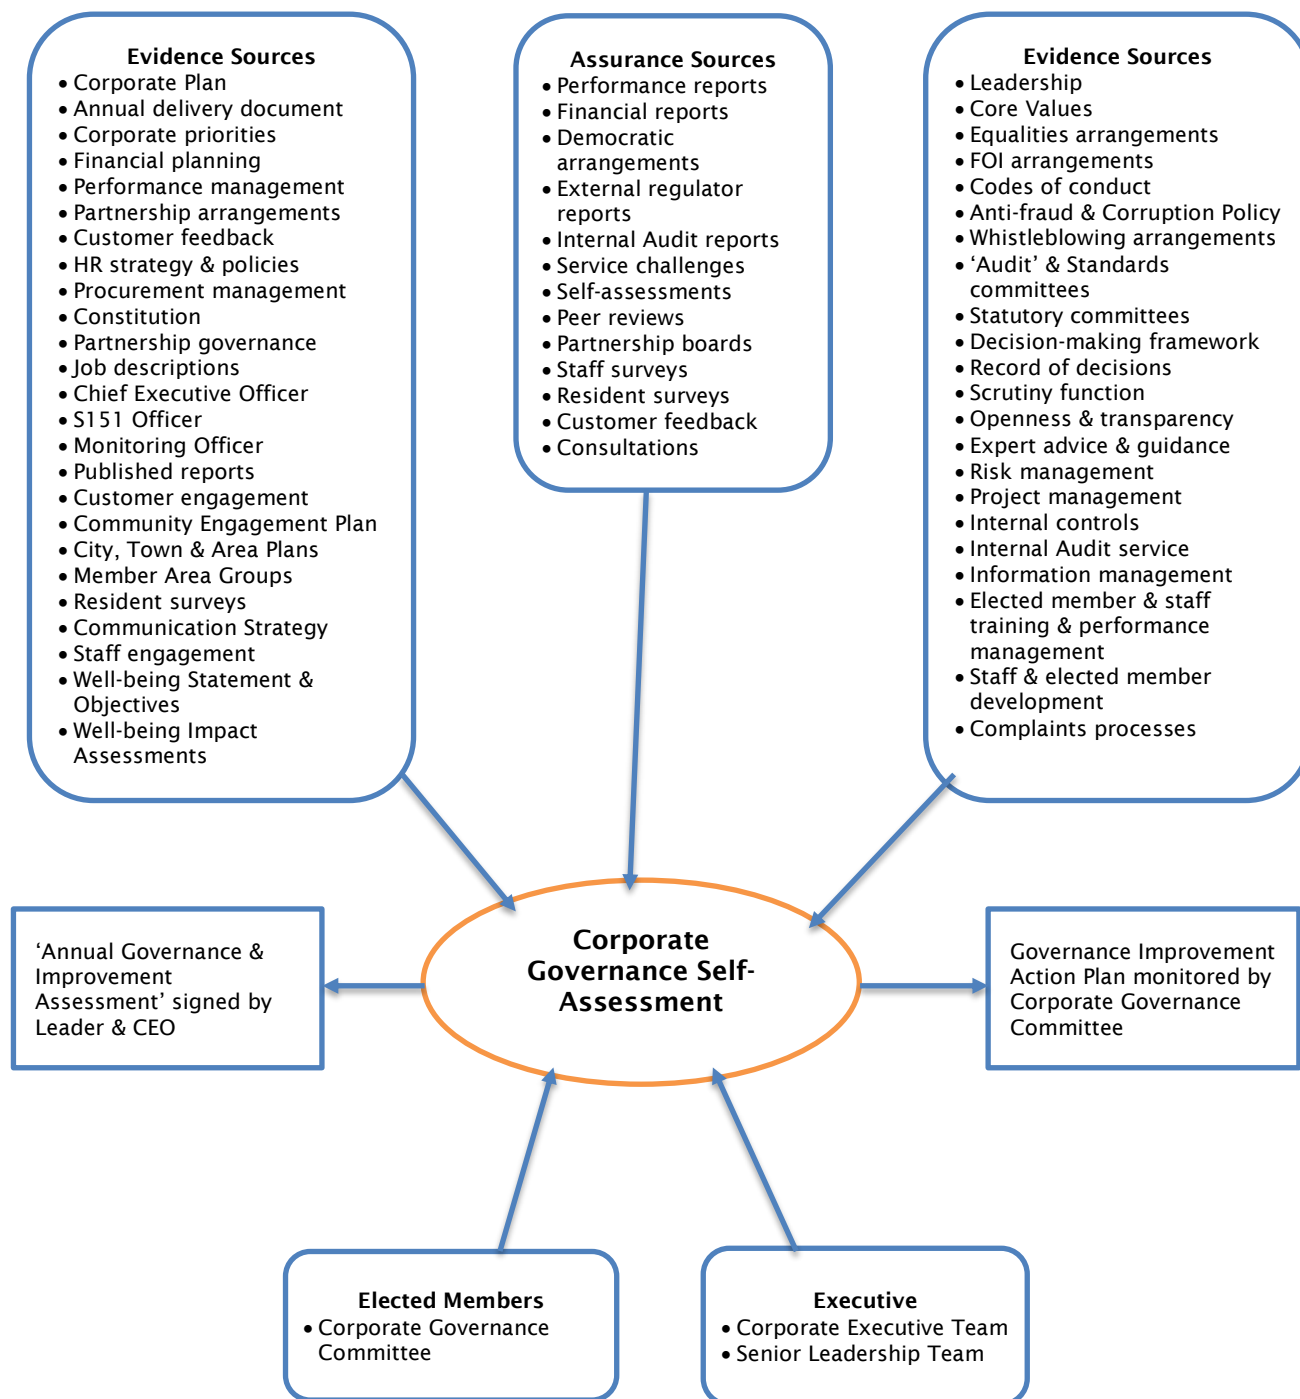 Evidence Sources
• Corporate Plan
• Annual delivery document
• Corporate priorities
• Financial planning
• Performance management
• Partnership arrangements
• Customer feedback
• HR strategy & policies
• Procurement management
• Constitution
• Partnership governance
• Job descriptions
• Chief Executive Officer
• S151 Officer
• Monitoring Officer
• Published reports
• Customer engagement
• Community Engagement Plan
• City, Town & Area Plans
• Member Area Groups
• Resident surveys
• Communication Strategy
• Staff engagement
• Well-being Statement &
Objectives
• Well-being Impact
Assessments
Assurance Sources
• Performance reports
• Financial reports
• Democratic
arrangements
• External regulator
reports
• Internal Audit reports
• Service challenges
• Self-assessments
• Peer reviews
• Partnership boards
• Staff surveys
• Resident surveys
• Customer feedback
• Consultations
Evidence Sources
• Leadership
• Core Values
• Equalities arrangements
• FOI arrangements
• Codes of conduct
• Anti-fraud & Corruption Policy
• Whistleblowing arrangements
• ‘Audit’ & Standards
committees
• Statutory committees
• Decision-making framework
• Record of decisions
• Scrutiny function
• Openness & transparency
• Expert advice & guidance
• Risk management
• Project management
• Internal controls
• Internal Audit service
• Information management
• Elected member & staff
training & performance
management
• Staff & elected member
development
• Complaints processes
‘Annual Governance &
Improvement
Assessment’ signed by
Leader & CEO
Corporate
Governance Self-
Assessment
Governance Improvement
Action Plan monitored by
Corporate Governance
Committee
Elected Members
• Corporate Governance
Committee
Executive
• Corporate Executive Team
• Senior Leadership Team